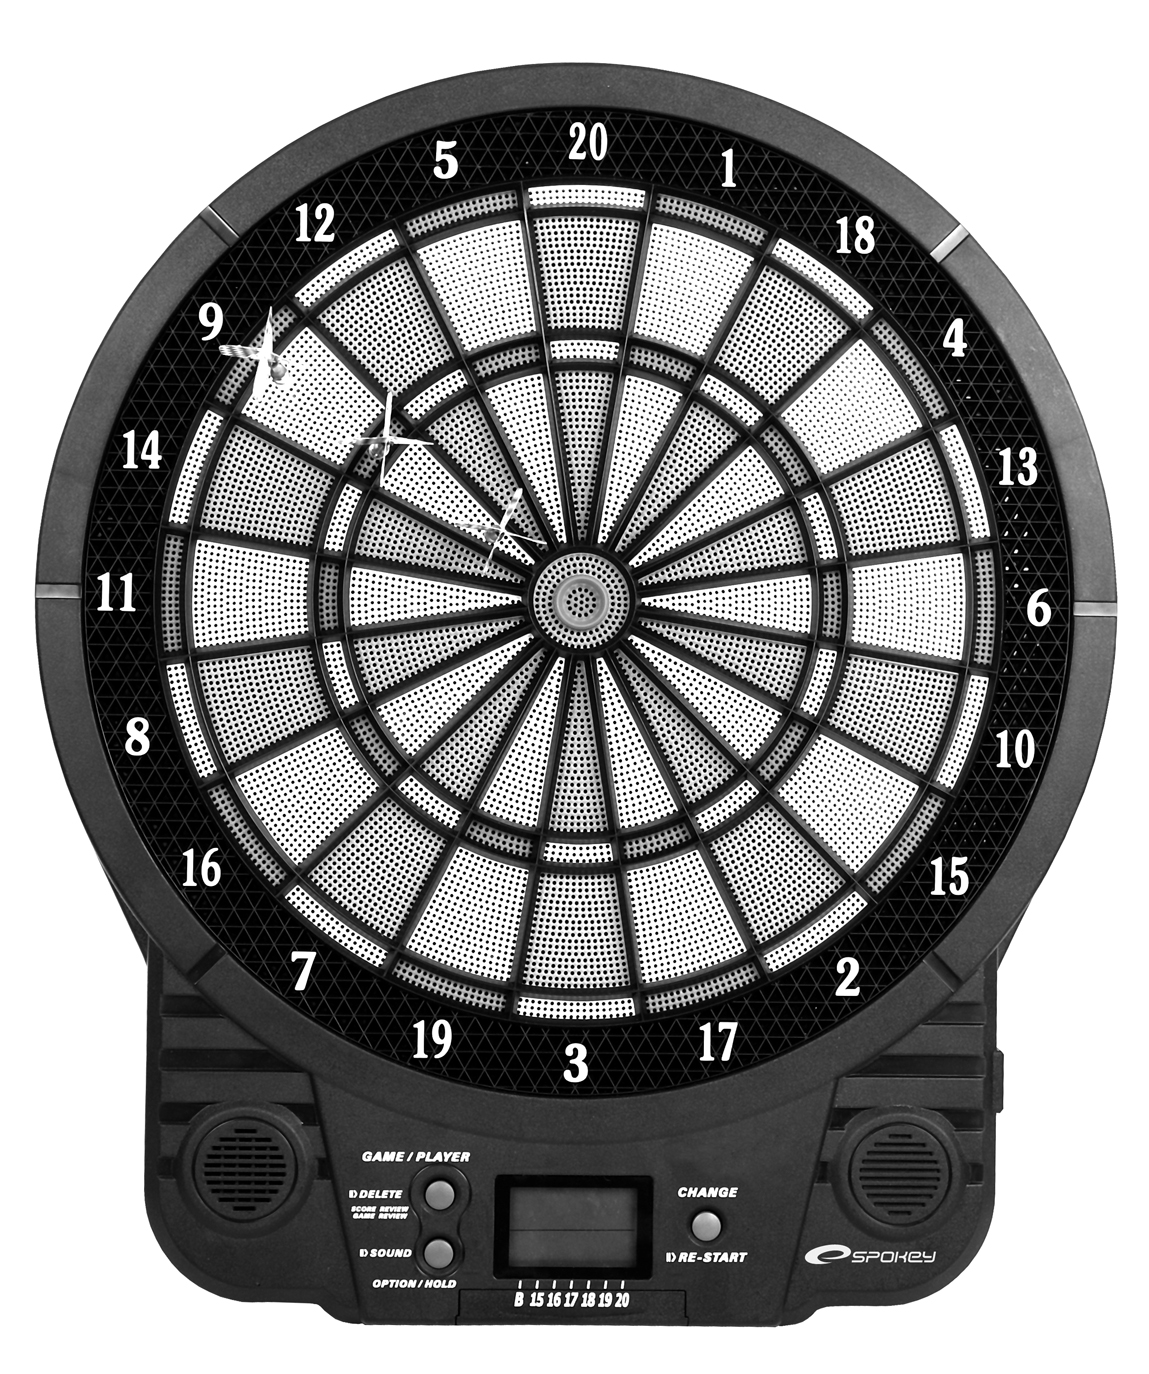 20
1
18
4
13
6
10
15
2
17
3
19
7
16
8
11
14
9
12
5
GAME / PLAYER
DELETE
SCORE REVIEW
GAME REVIEW
SOUND
OPTION / HOLD
B 15 16 17 18 19 20
CHANGE
RE-START
SPOKEY